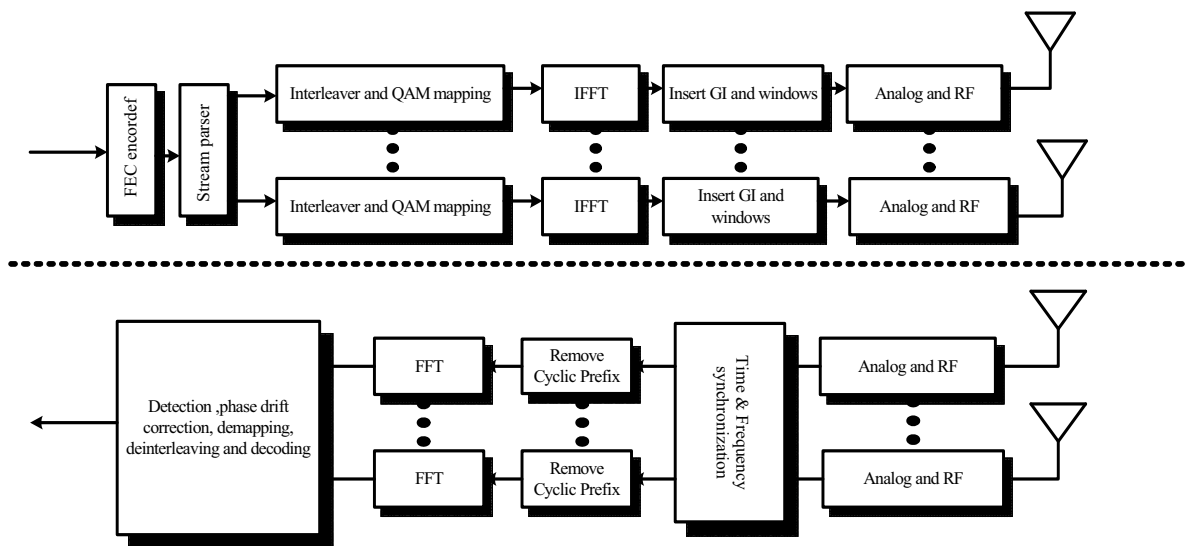 FEC encordef
Stream parser
Interleaver and QAM mapping
IFFT
Insert GI and windows
Analog and RF
Interleaver and QAM mapping
IFFT
Insert GI and
windows
Analog and RF
Detection ,phase drift
correction, demapping,
deinterleaving and decoding
FFT
Remove
Cyclic Prefix
Time & Frequency
synchronization
Analog and RF
FFT
Remove
Cyclic Prefix
Analog and RF